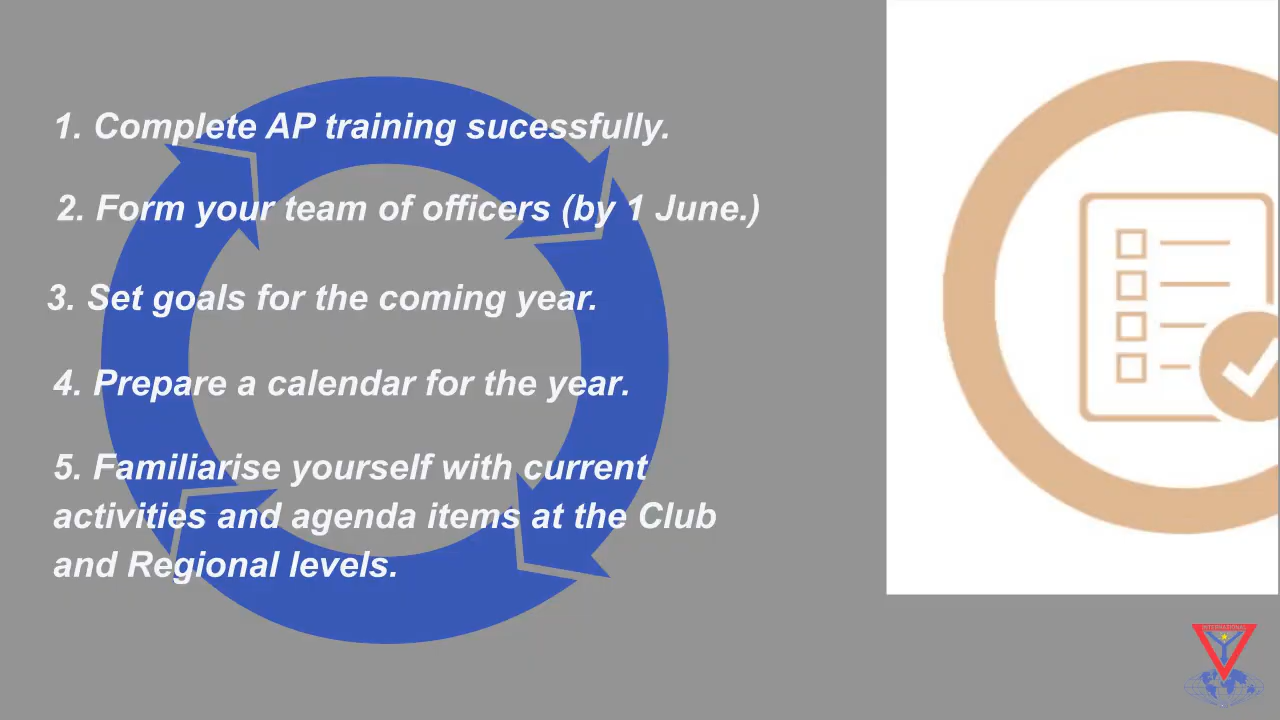 1. Complete AP training sucessfully.
2. Form your team of officers (by 1 June.)
3. Set goals for the coming year.
4. Prepare a calendar for the year.
5. Familiarise yourself with current
activities and agenda items at the Club
and Regional levels.
INTERNATIONAL